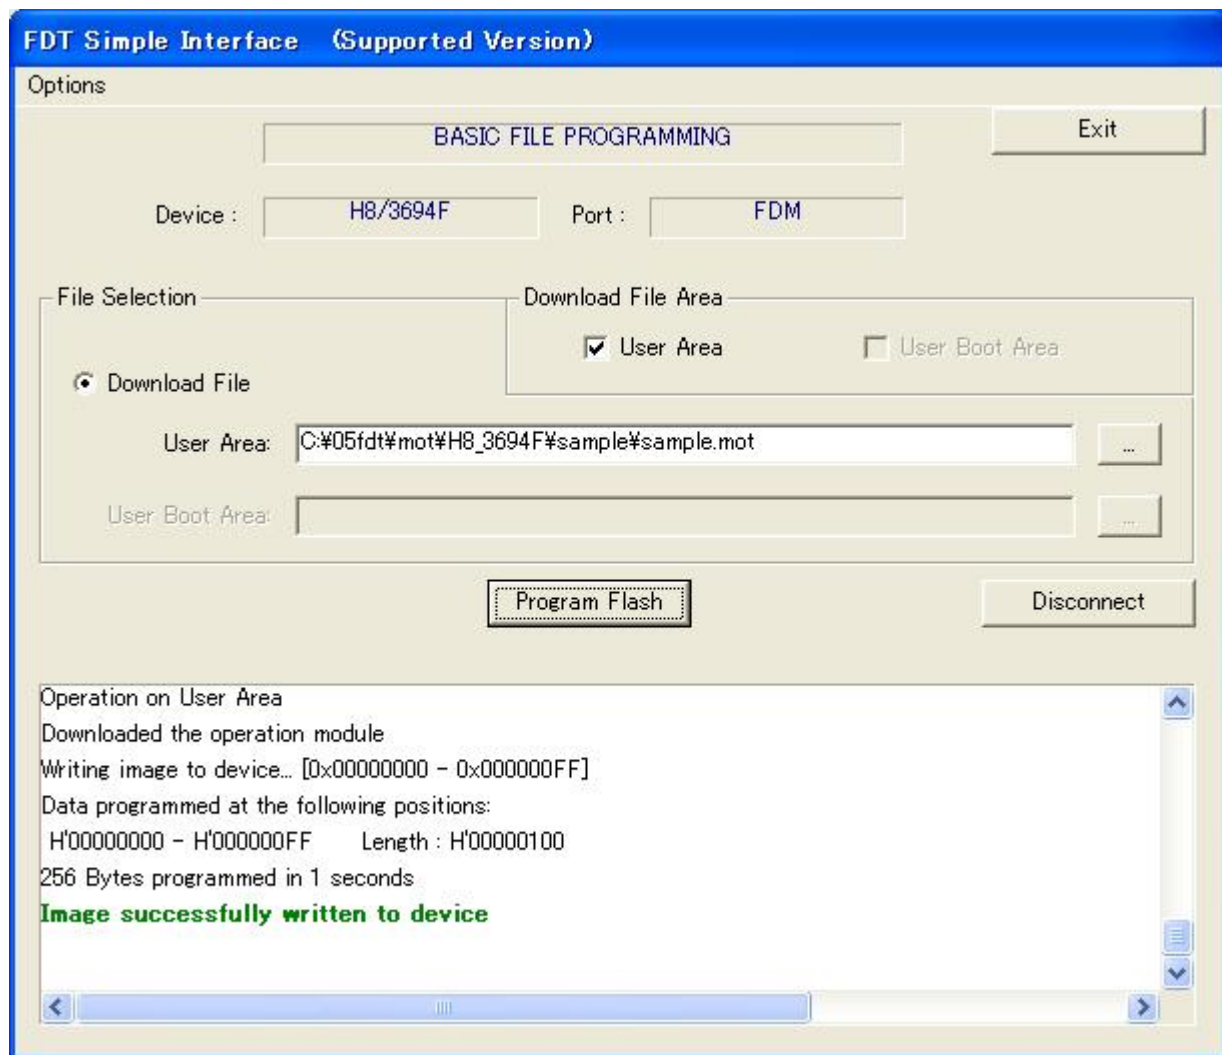 FDT Simple Interface (Supported Version)
Options
BASIC FILE PROGRAMMING
Exit
Device :
H8/3694F
Port :
FDM
File Selection
Download File Area
User Area
User Boot Area
Download File
User Area:
C:¥05fdt¥mot¥H8_3694F¥sample¥sample.mot
...
User Boot Area:
...
Program Flash
Disconnect
Operation on User Area
Downloaded the operation module
Writing image to device... [0x00000000 - 0x000000FF]
Data programmed at the following positions:
H'00000000 - H'000000FF Length : H'00000100
256 Bytes programmed in 1 seconds
Image successfully written to device